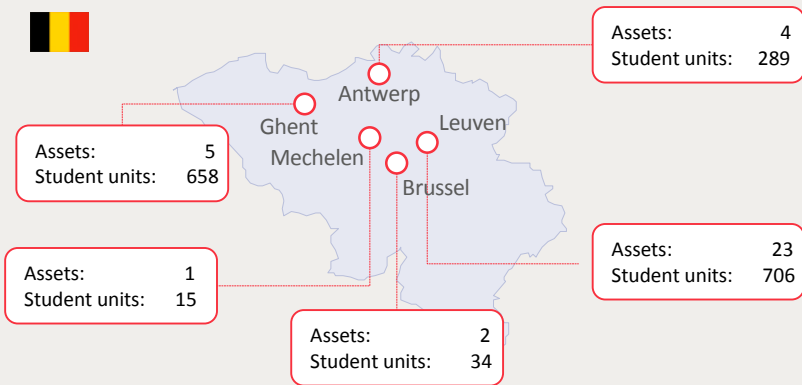 Assets: 4
Student units: 289
Antwerp
Ghent
Leuven
Assets: 5
Student units: 658
Mechelen
Brussel
Assets: 23
Student units: 706
Assets: 1
Student units: 15
Assets: 2
Student units: 34